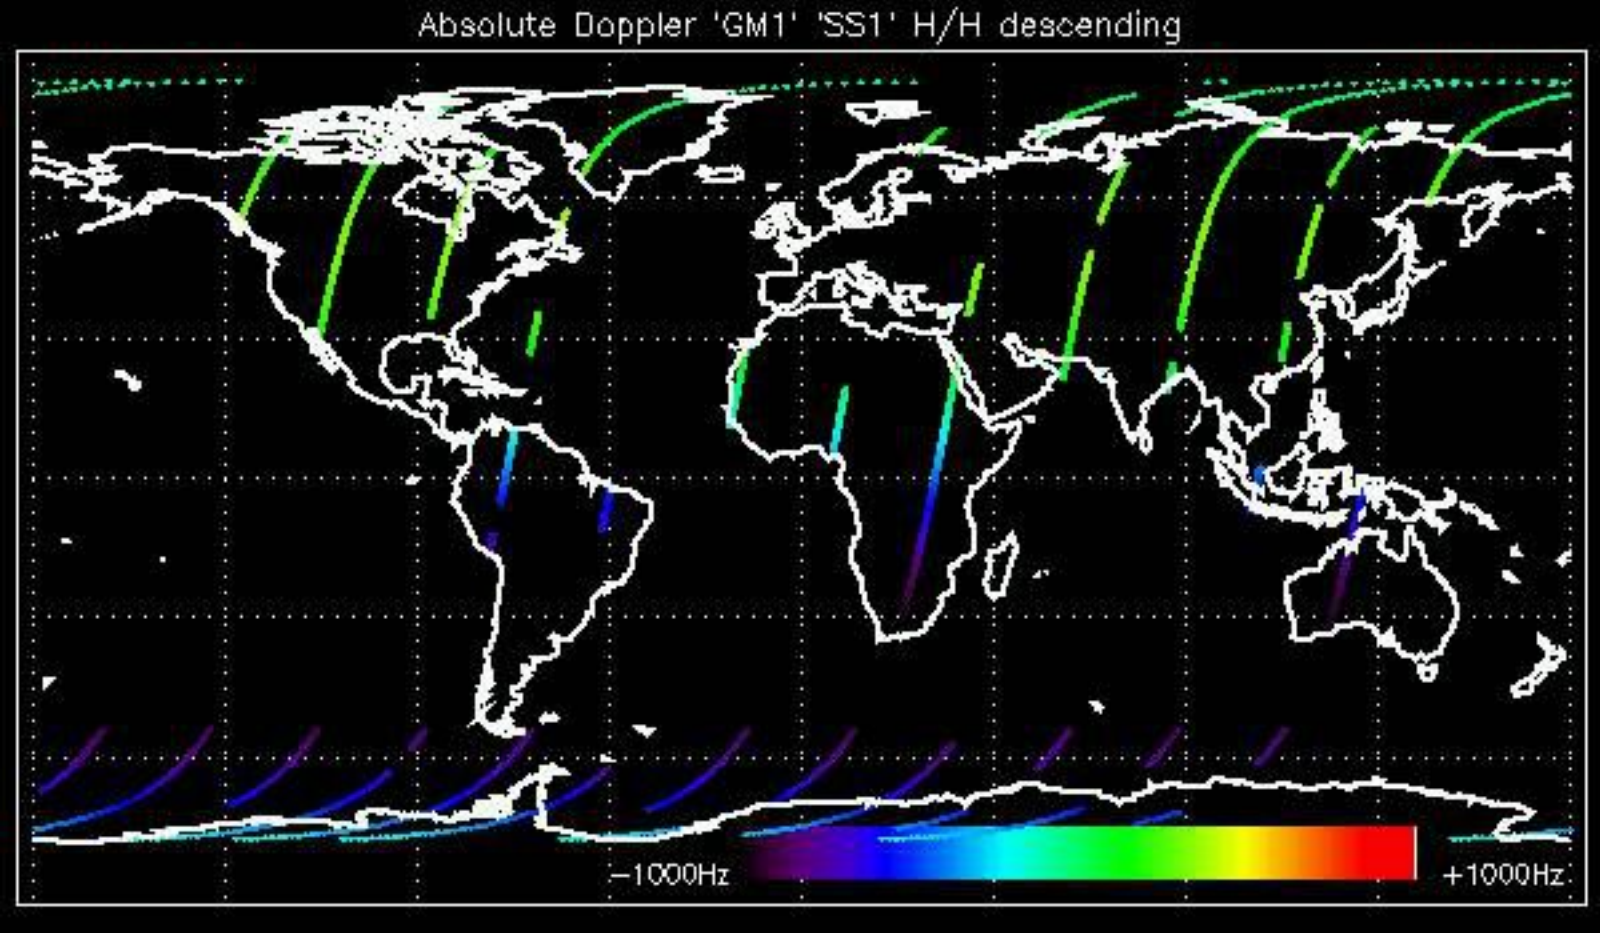 Absolute Doppler 'GM1' 'SS1' H/H descending
−1000Hz
+1000Hz